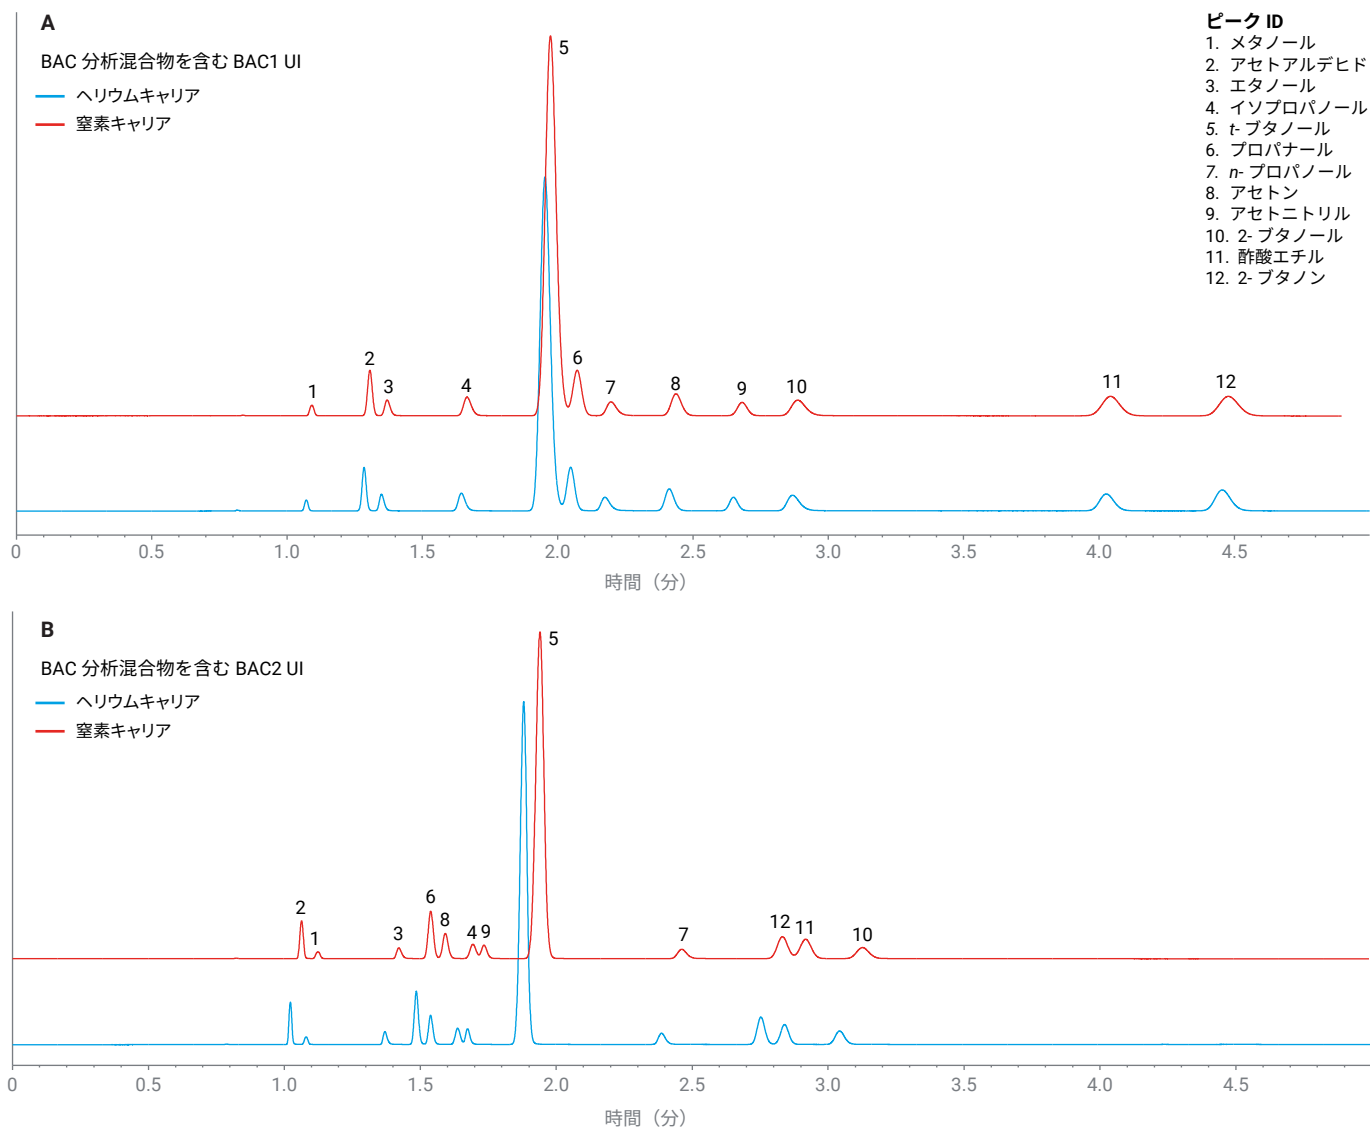 A
BAC 分析混合物を含む BAC1 UI
ヘリウムキャリア
窒素キャリア
ピーク ID
1. メタノール
2. アセトアルデヒド
3. エタノール
4. イソプロパノール
5. t- ブタノール
6. プロパナール
7. n- プロパノール
8. アセトン
9. アセトニトリル
10. 2- ブタノール
11. 酢酸エチル
12. 2- ブタノン
1 2 3 4 5 6 7 8 9 10 11 12
0 0.5 1.0 1.5 2.0 2.5 3.0 3.5 4.0 4.5
時間（分）
B
BAC 分析混合物を含む BAC2 UI
ヘリウムキャリア
窒素キャリア
2 1 3 6 8 4 9 5 7 12 11 10
0 0.5 1.0 1.5 2.0 2.5 3.0 3.5 4.0 4.5
時間（分）